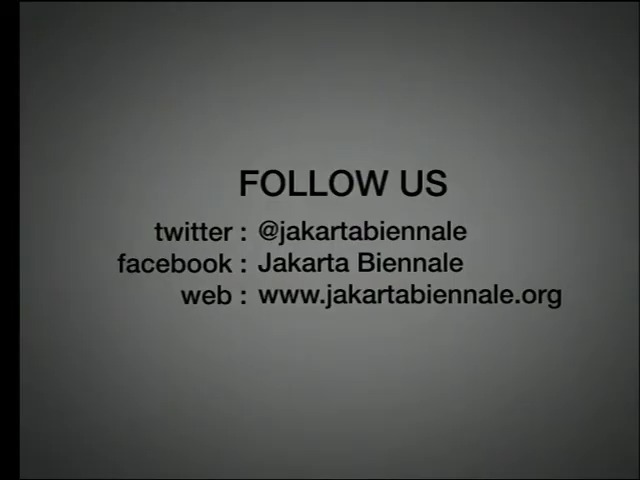 FOLLOW US
twitter : @jakartabiennale
facebook : Jakarta Biennale
web : www.jakartabiennale.org